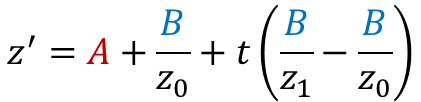 z′ = A + B/z₀ + t (B/z₁ − B/z₀)